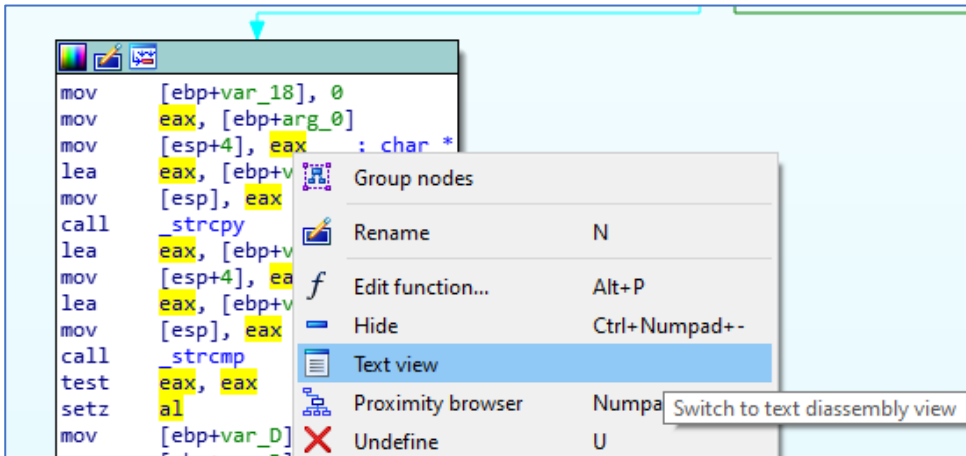 mov [ebp+var_18], 0
mov eax, [ebp+arg_0]
mov [esp+4], eax ; char *
lea eax, [ebp+v
mov [esp], eax
call _strcpy
lea eax, [ebp+v
mov [esp+4], ea
lea eax, [ebp+v
mov [esp], eax
call _strcmp
test eax, eax
setz al
mov [ebp+var_D]
Group nodes
Rename N
Edit function... Alt+P
Hide Ctrl+Numpad+-
Text view
Proximity browser Numpa
Undefine U
Switch to text diassembly view